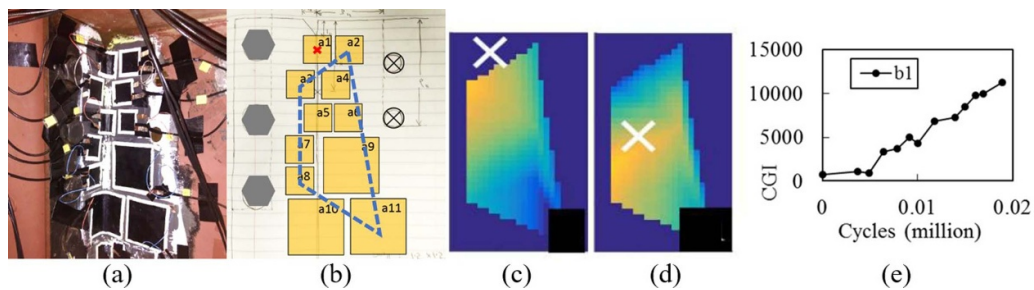 a1 a2
a3 a4
a5 a6
a7 a9
a8
a10 a11
15000
10000
5000
0
CGI
b1
0 0.01 0.02
Cycles (million)
(a) (b) (c) (d) (e)